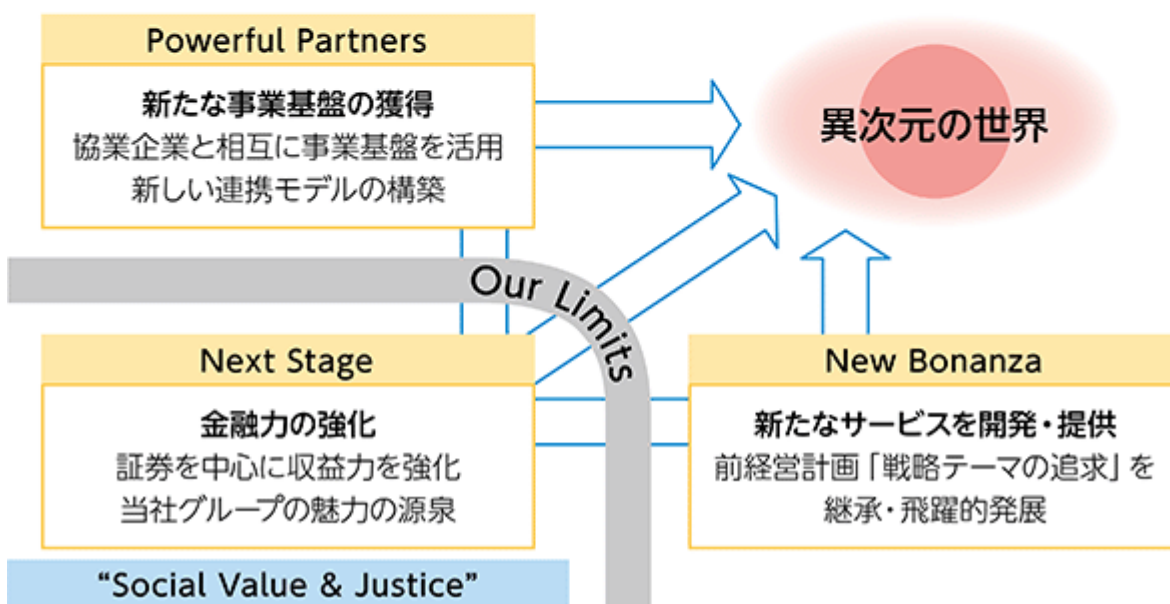 Powerful Partners
新たな事業基盤の獲得
協業企業と相互に事業基盤を活用
新しい連携モデルの構築
異次元の世界
Our Limits
Next Stage
金融力の強化
証券を中心に収益力を強化
当社グループの魅力の源泉
New Bonanza
新たなサービスを開発・提供
前経営計画「戦略テーマの追求」を
継承・飛躍的発展
“Social Value & Justice”